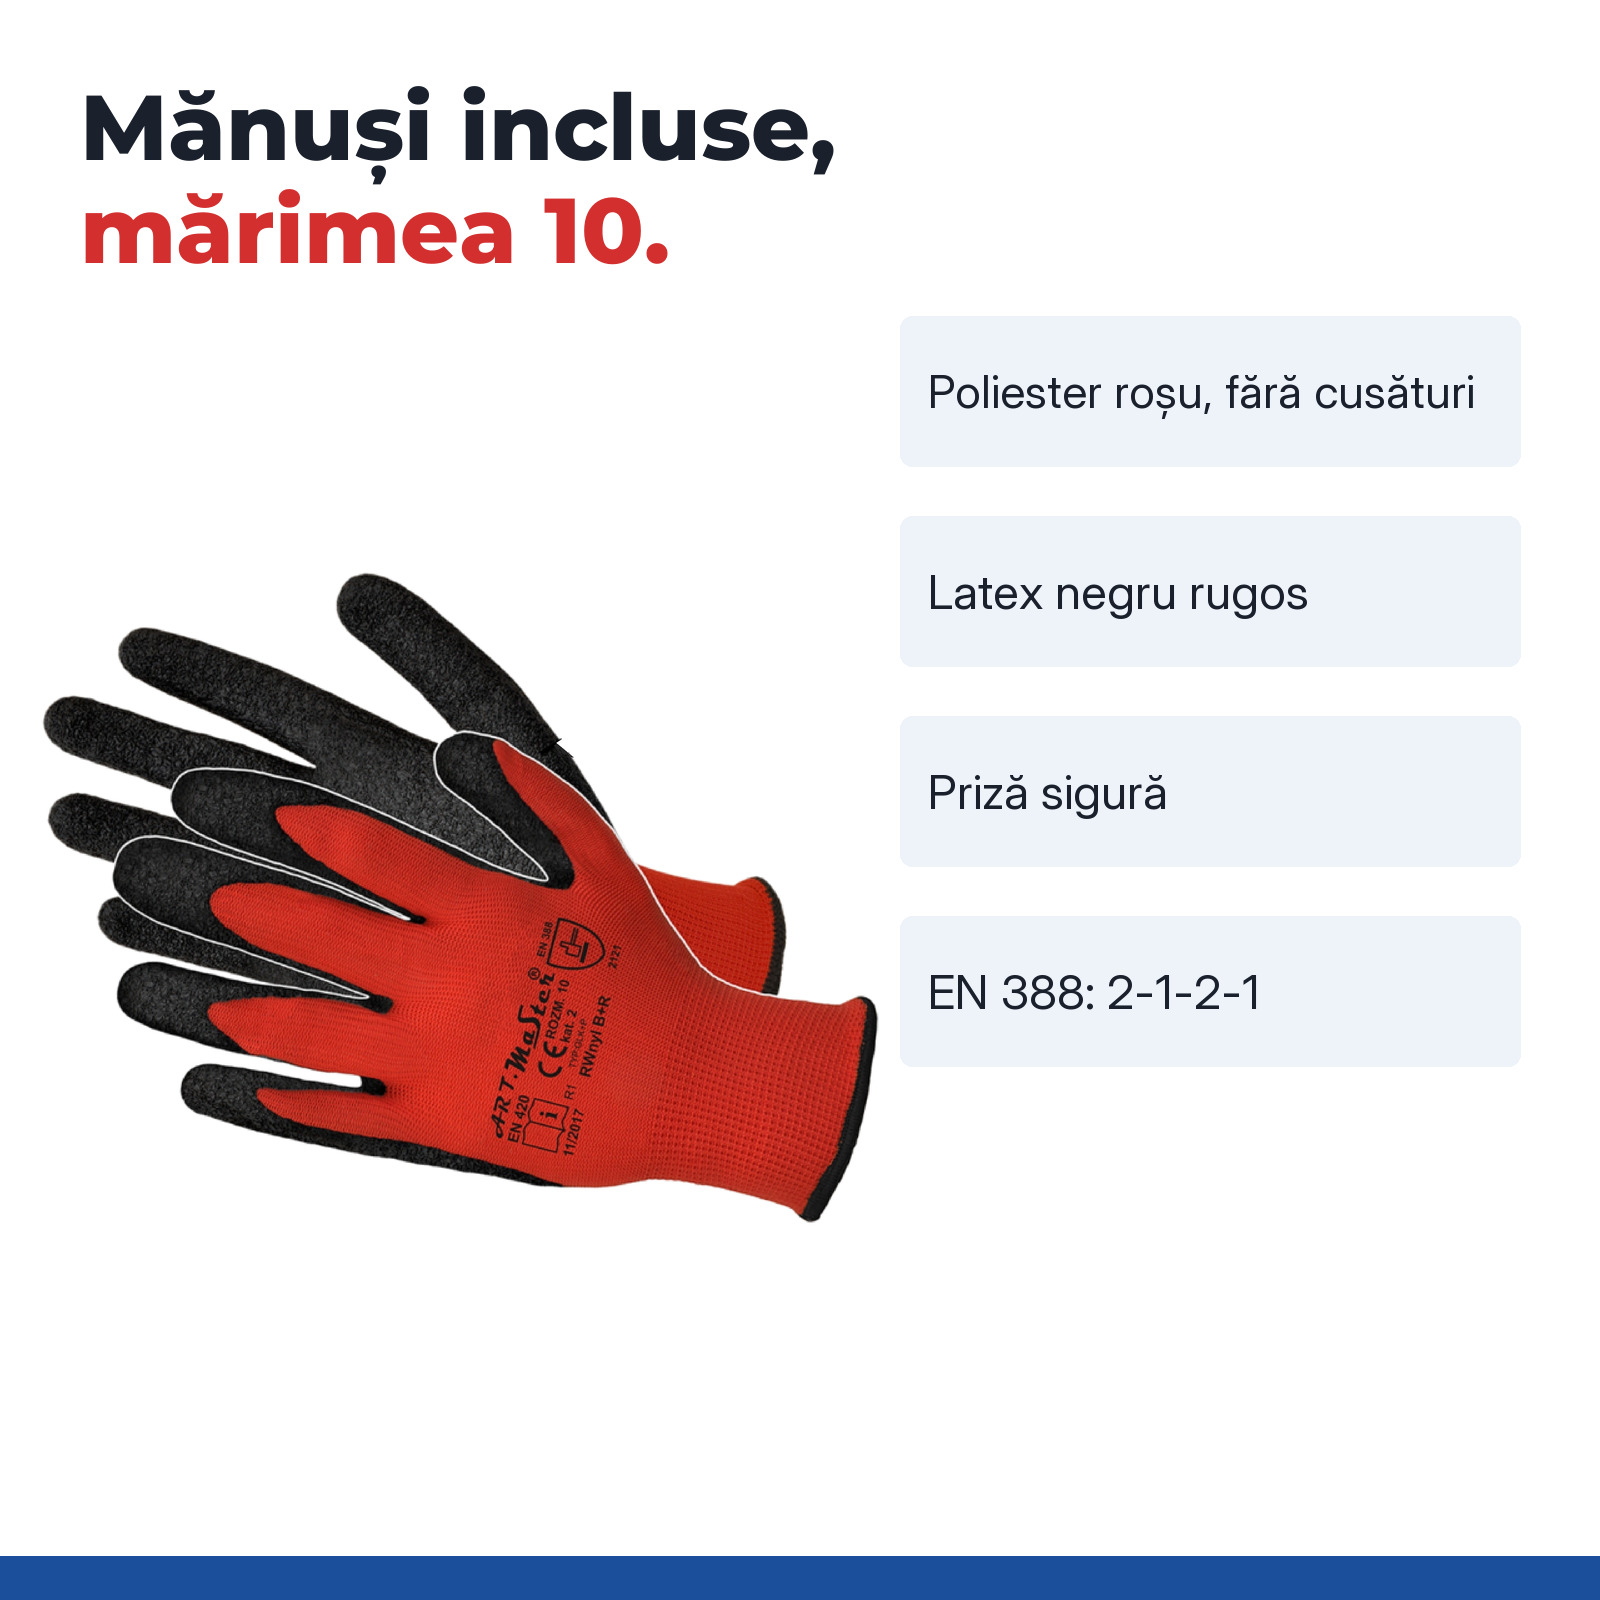 Mănuși incluse,
mărimea 10.
Poliester roșu, fără cusături
Latex negru rugos
Priză sigură
EN 388: 2-1-2-1
A·R·T·MaSter®
EN 388
2121
EN 420
CE
ROZM. 10
kat. 2
RWnyl B+R
R1
11/2017
i